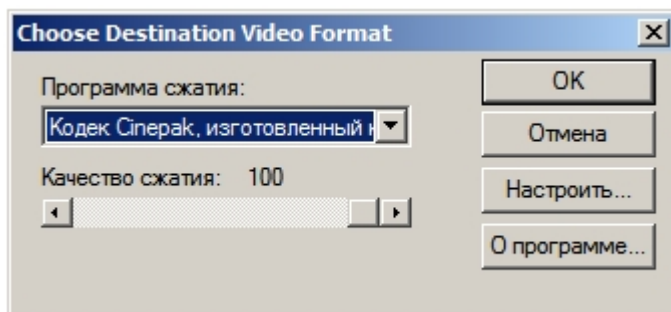 Choose Destination Video Format
Программа сжатия:
Кодек Cinepak, изготовленный
Качество сжатия: 100
OK
Отмена
Настроить...
О программе...